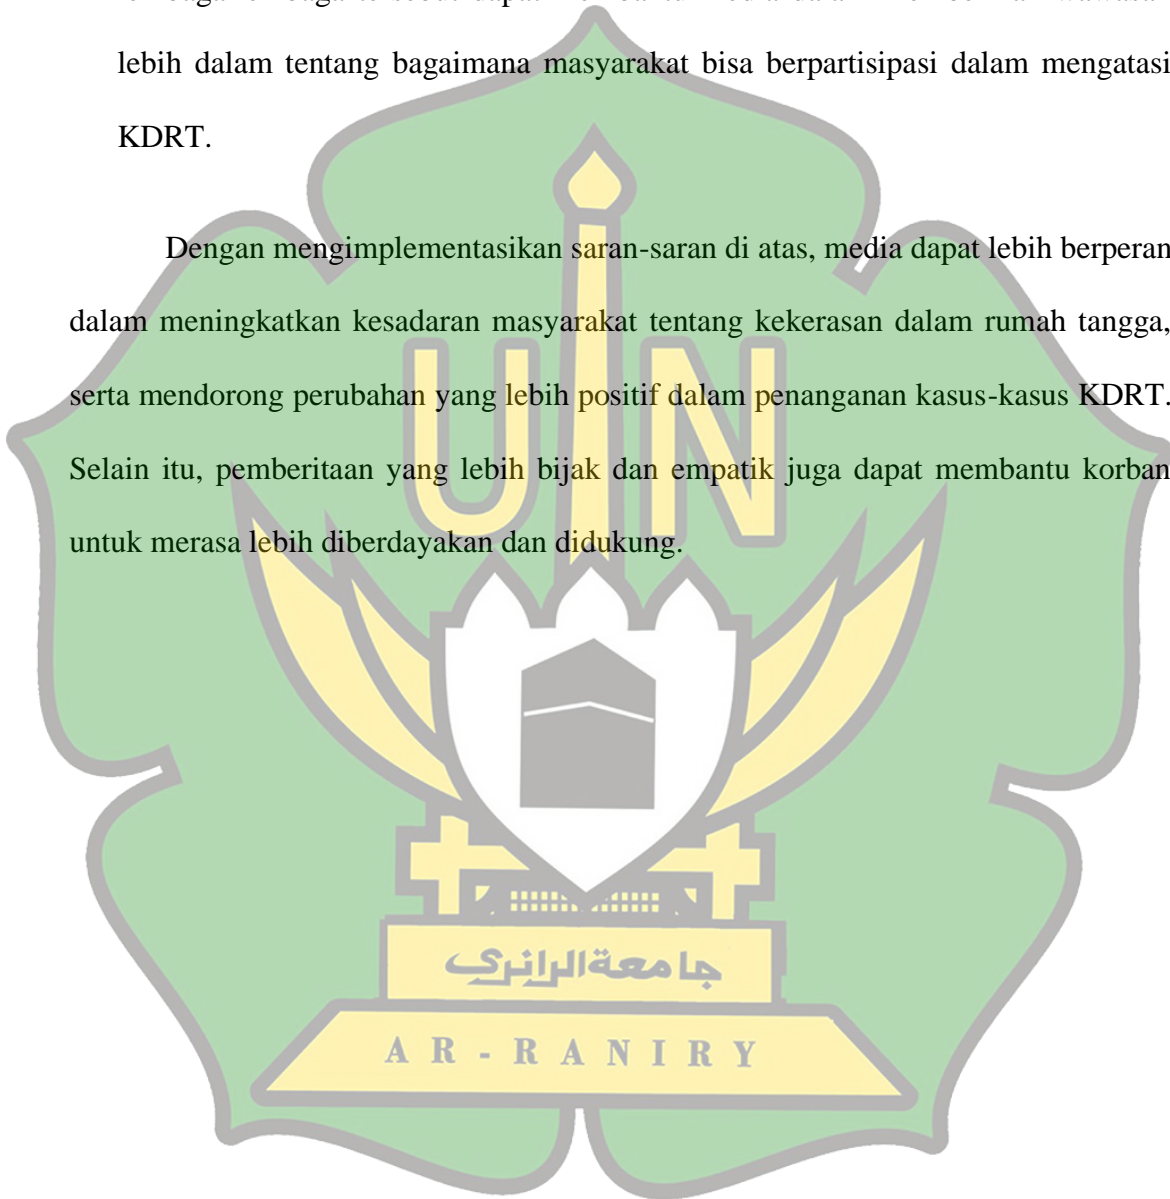 lebih dalam tentang bagaimana masyarakat bisa berpartisipasi dalam mengatasi
KDRT.
Dengan mengimplementasikan saran-saran di atas, media dapat lebih berperan
dalam meningkatkan kesadaran masyarakat tentang kekerasan dalam rumah tangga,
serta mendorong perubahan yang lebih positif dalam penanganan kasus-kasus KDRT.
Selain itu, pemberitaan yang lebih bijak dan empatik juga dapat membantu korban
untuk merasa lebih diberdayakan dan didukung.
UIN
جامعة الرانري
AR-RANIRY